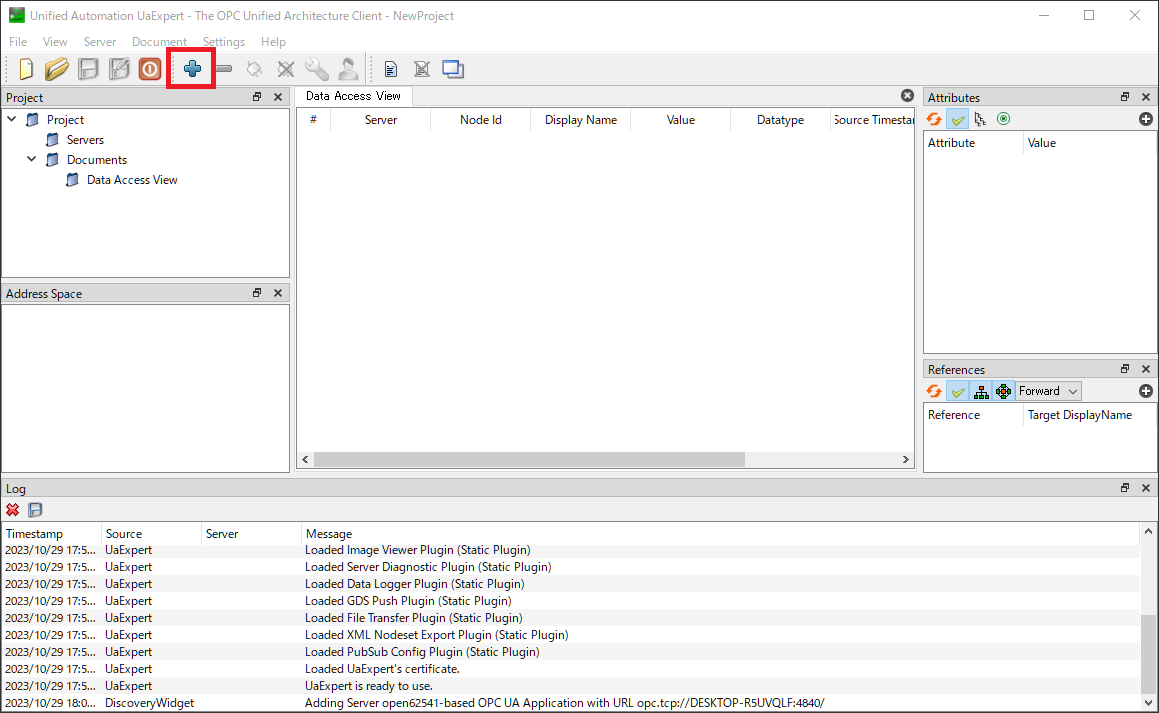 Unified Automation UaExpert - The OPC Unified Architecture Client - NewProject
File View Server Document Settings Help
Project
Project
Servers
Documents
Data Access View
Address Space
Data Access View
# Server Node Id Display Name Value Datatype Source Timestar
Attributes
Attribute Value
References
Forward
Reference Target DisplayName
Log
Timestamp Source Server Message
2023/10/29 17:5... UaExpert Loaded Image Viewer Plugin (Static Plugin)
2023/10/29 17:5... UaExpert Loaded Server Diagnostic Plugin (Static Plugin)
2023/10/29 17:5... UaExpert Loaded Data Logger Plugin (Static Plugin)
2023/10/29 17:5... UaExpert Loaded GDS Push Plugin (Static Plugin)
2023/10/29 17:5... UaExpert Loaded File Transfer Plugin (Static Plugin)
2023/10/29 17:5... UaExpert Loaded XML Nodeset Export Plugin (Static Plugin)
2023/10/29 17:5... UaExpert Loaded PubSub Config Plugin (Static Plugin)
2023/10/29 17:5... UaExpert Loaded UaExpert's certificate.
2023/10/29 17:5... UaExpert UaExpert is ready to use.
2023/10/29 18:0... DiscoveryWidget Adding Server open62541-based OPC UA Application with URL opc.tcp://DESKTOP-R5UVQLF:4840/